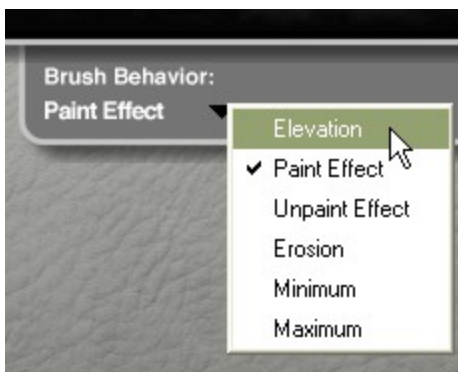 Brush Behavior:
Paint Effect
Elevation
Paint Effect
Unpaint Effect
Erosion
Minimum
Maximum